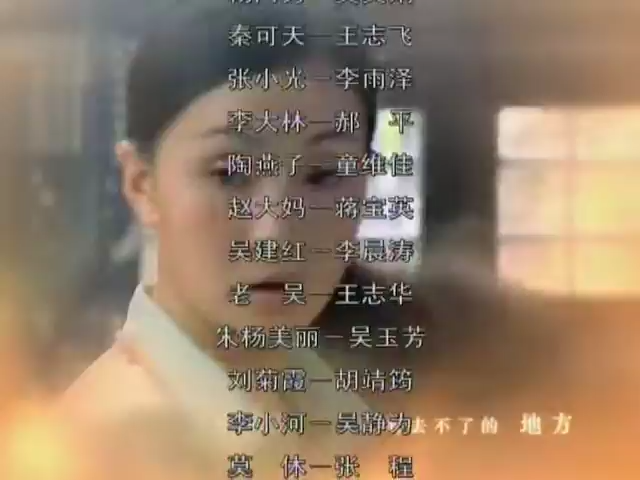 秦可天—王志飞
张小光—李雨泽
李大林—郝 平
陶燕子—童维佳
赵大妈—蒋宝英
吴建红—李晨涛
老 吴—王志华
朱杨美丽—吴玉芳
刘菊霞—胡靖筠
李小河—吴静为
去不了的 地方
莫 休—张 程